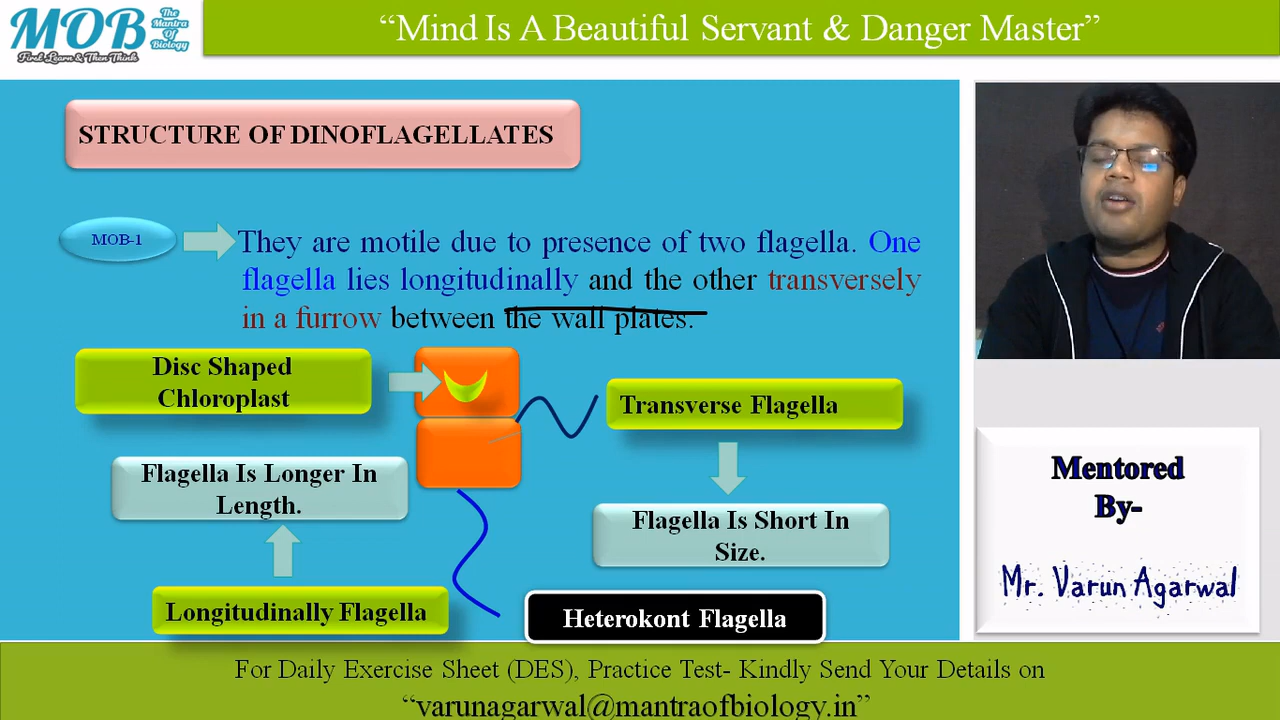 MOB
The
Mantra
Of
Biology
First Learn & Then Think
“Mind Is A Beautiful Servant & Danger Master”
STRUCTURE OF DINOFLAGELLATES
MOB-1
They are motile due to presence of two flagella. One
flagella lies longitudinally and the other transversely
in a furrow between the wall plates.
Disc Shaped
Chloroplast
Transverse Flagella
Flagella Is Longer In
Length.
Flagella Is Short In
Size.
Longitudinally Flagella
Heterokont Flagella
Mentored
By-
Mr. Varun Agarwal
For Daily Exercise Sheet (DES), Practice Test- Kindly Send Your Details on
“varunagarwal@mantraofbiology.in”